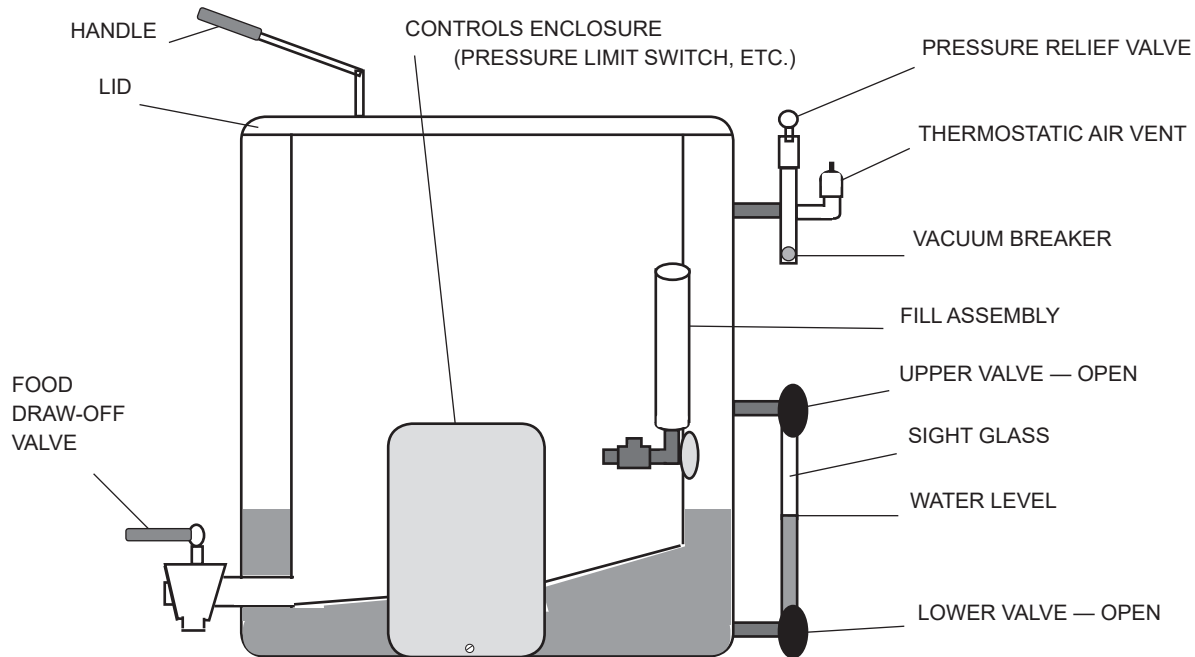 HANDLE
LID
CONTROLS ENCLOSURE
(PRESSURE LIMIT SWITCH, ETC.)
PRESSURE RELIEF VALVE
THERMOSTATIC AIR VENT
VACUUM BREAKER
FILL ASSEMBLY
UPPER VALVE — OPEN
SIGHT GLASS
WATER LEVEL
LOWER VALVE — OPEN
FOOD
DRAW-OFF
VALVE